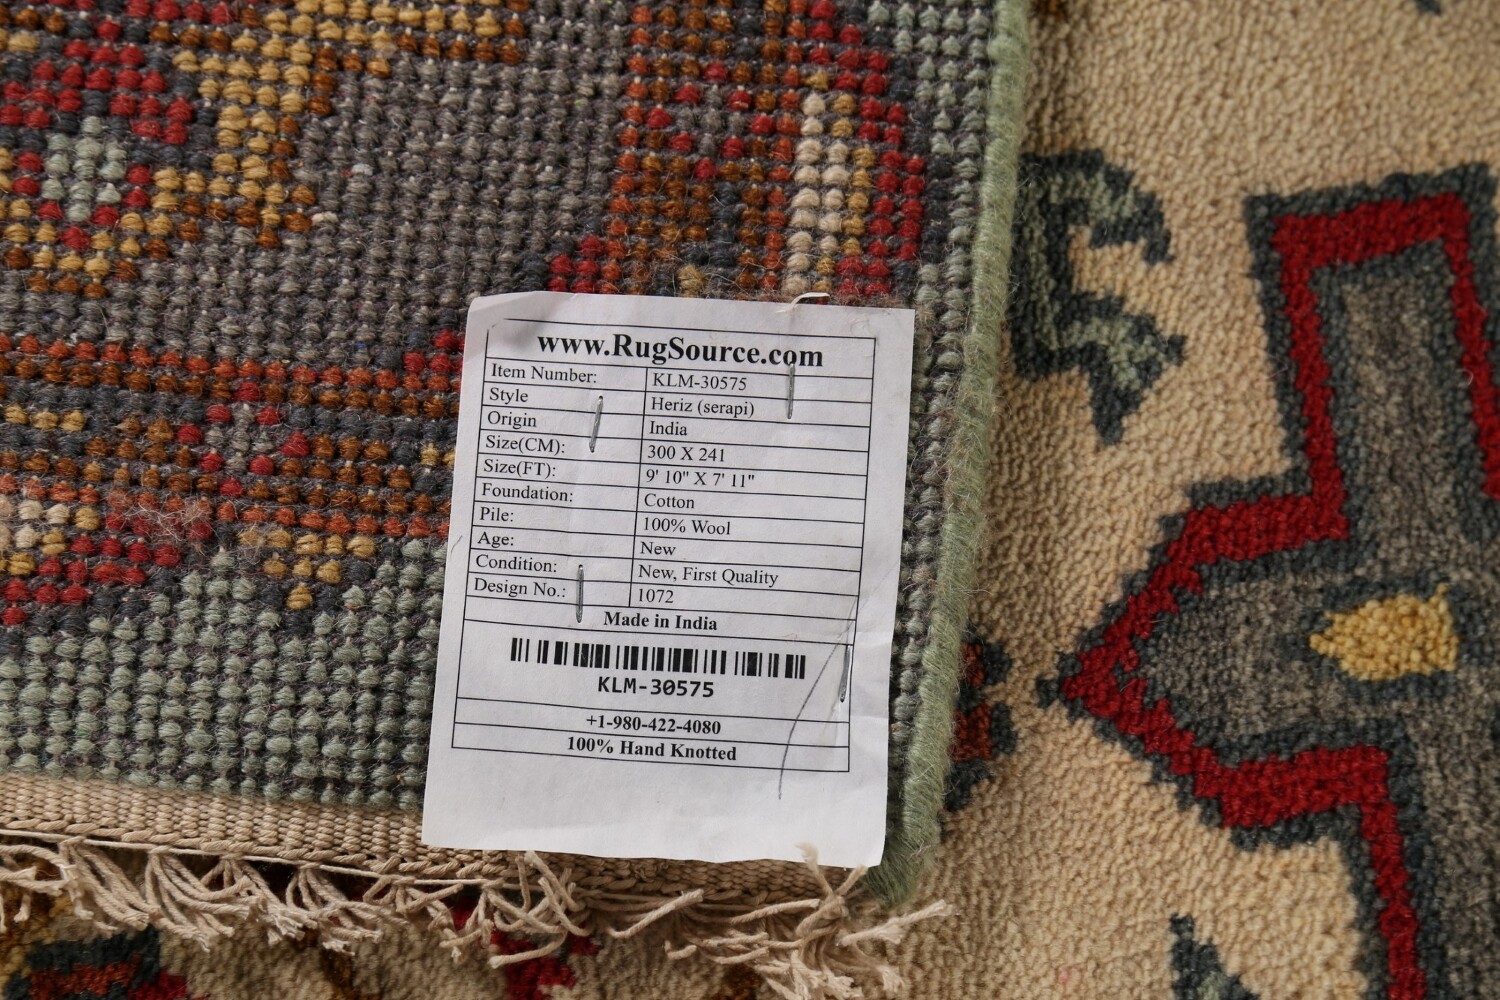 www.RugSource.com
Item Number: KLM-30575
Style Heriz (serapi)
Origin India
Size(CM): 300 X 241
Size(FT): 9' 10" X 7' 11"
Foundation: Cotton
Pile: 100% Wool
Age: New
Condition: New, First Quality
Design No.: 1072
Made in India
KLM-30575
+1-980-422-4080
100% Hand Knotted